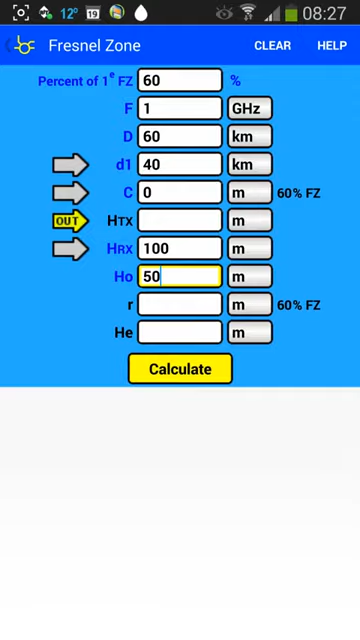 12° 19 08:27
Fresnel Zone CLEAR HELP
Percent of 1e FZ 60 %
F 1 GHz
D 60 km
d1 40 km
C 0 m 60% FZ
OUT HTX m
HRX 100 m
Ho 50 m
r m 60% FZ
He m
Calculate